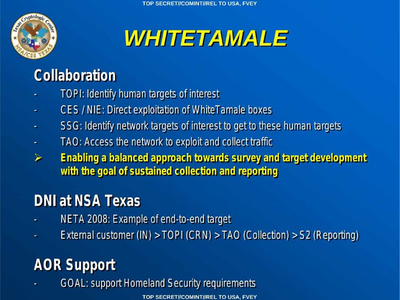 TOP SECRET//COMINT//REL TO USA, FVEY
WHITETAMALE
Collaboration
- TOPI: Identify human targets of interest
- CES / NIE: Direct exploitation of WhiteTamale boxes
- SSG: Identify network targets of interest to get to these human targets
- TAO: Access the network to exploit and collect traffic
➢ Enabling a balanced approach towards survey and target development
with the goal of sustained collection and reporting
DNI at NSA Texas
- NETA 2008: Example of end-to-end target
- External customer (IN) > TOPI (CRN) > TAO (Collection) > S2 (Reporting)
AOR Support
- GOAL: support Homeland Security requirements
TOP SECRET//COMINT//REL TO USA, FVEY